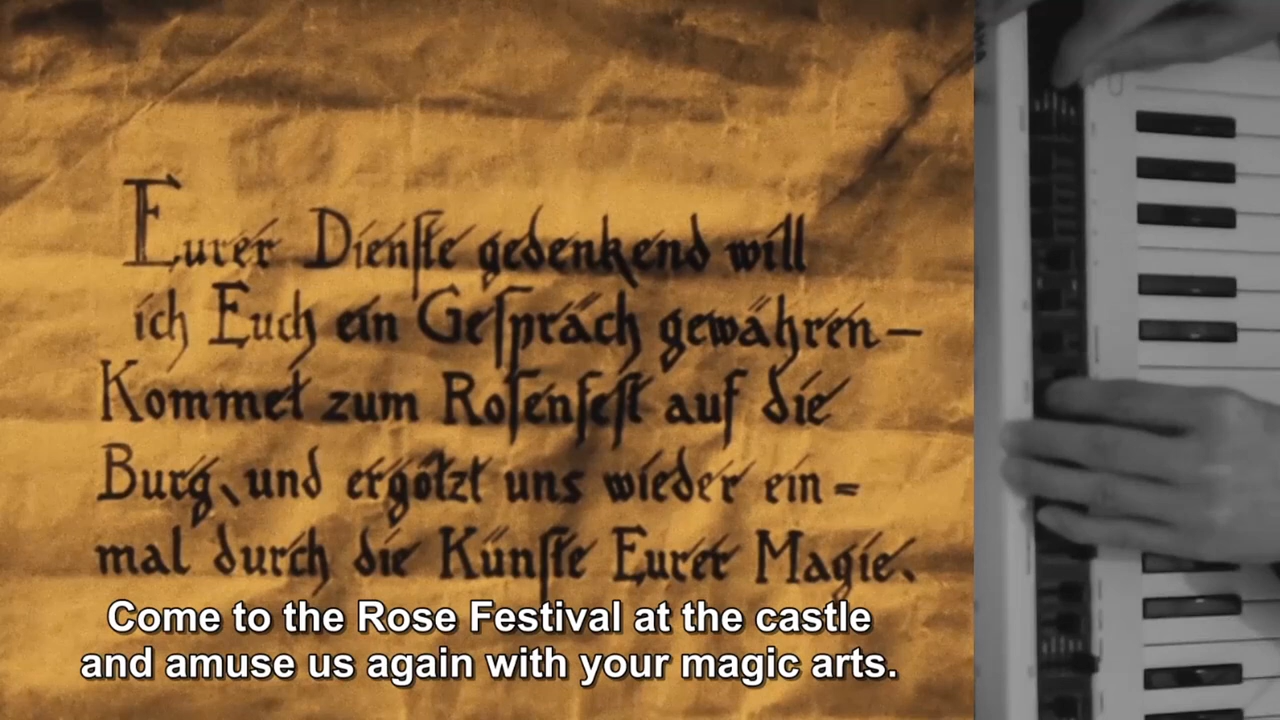 Eurer Dienſte gedenkend will
ich Euch ein Geſpräch gewähren—
Kommet zum Roſenfeſt auf die
Burg, und ergötzt uns wieder ein=
mal durch die Künſte Eurer Magie.
Come to the Rose Festival at the castle
and amuse us again with your magic arts.